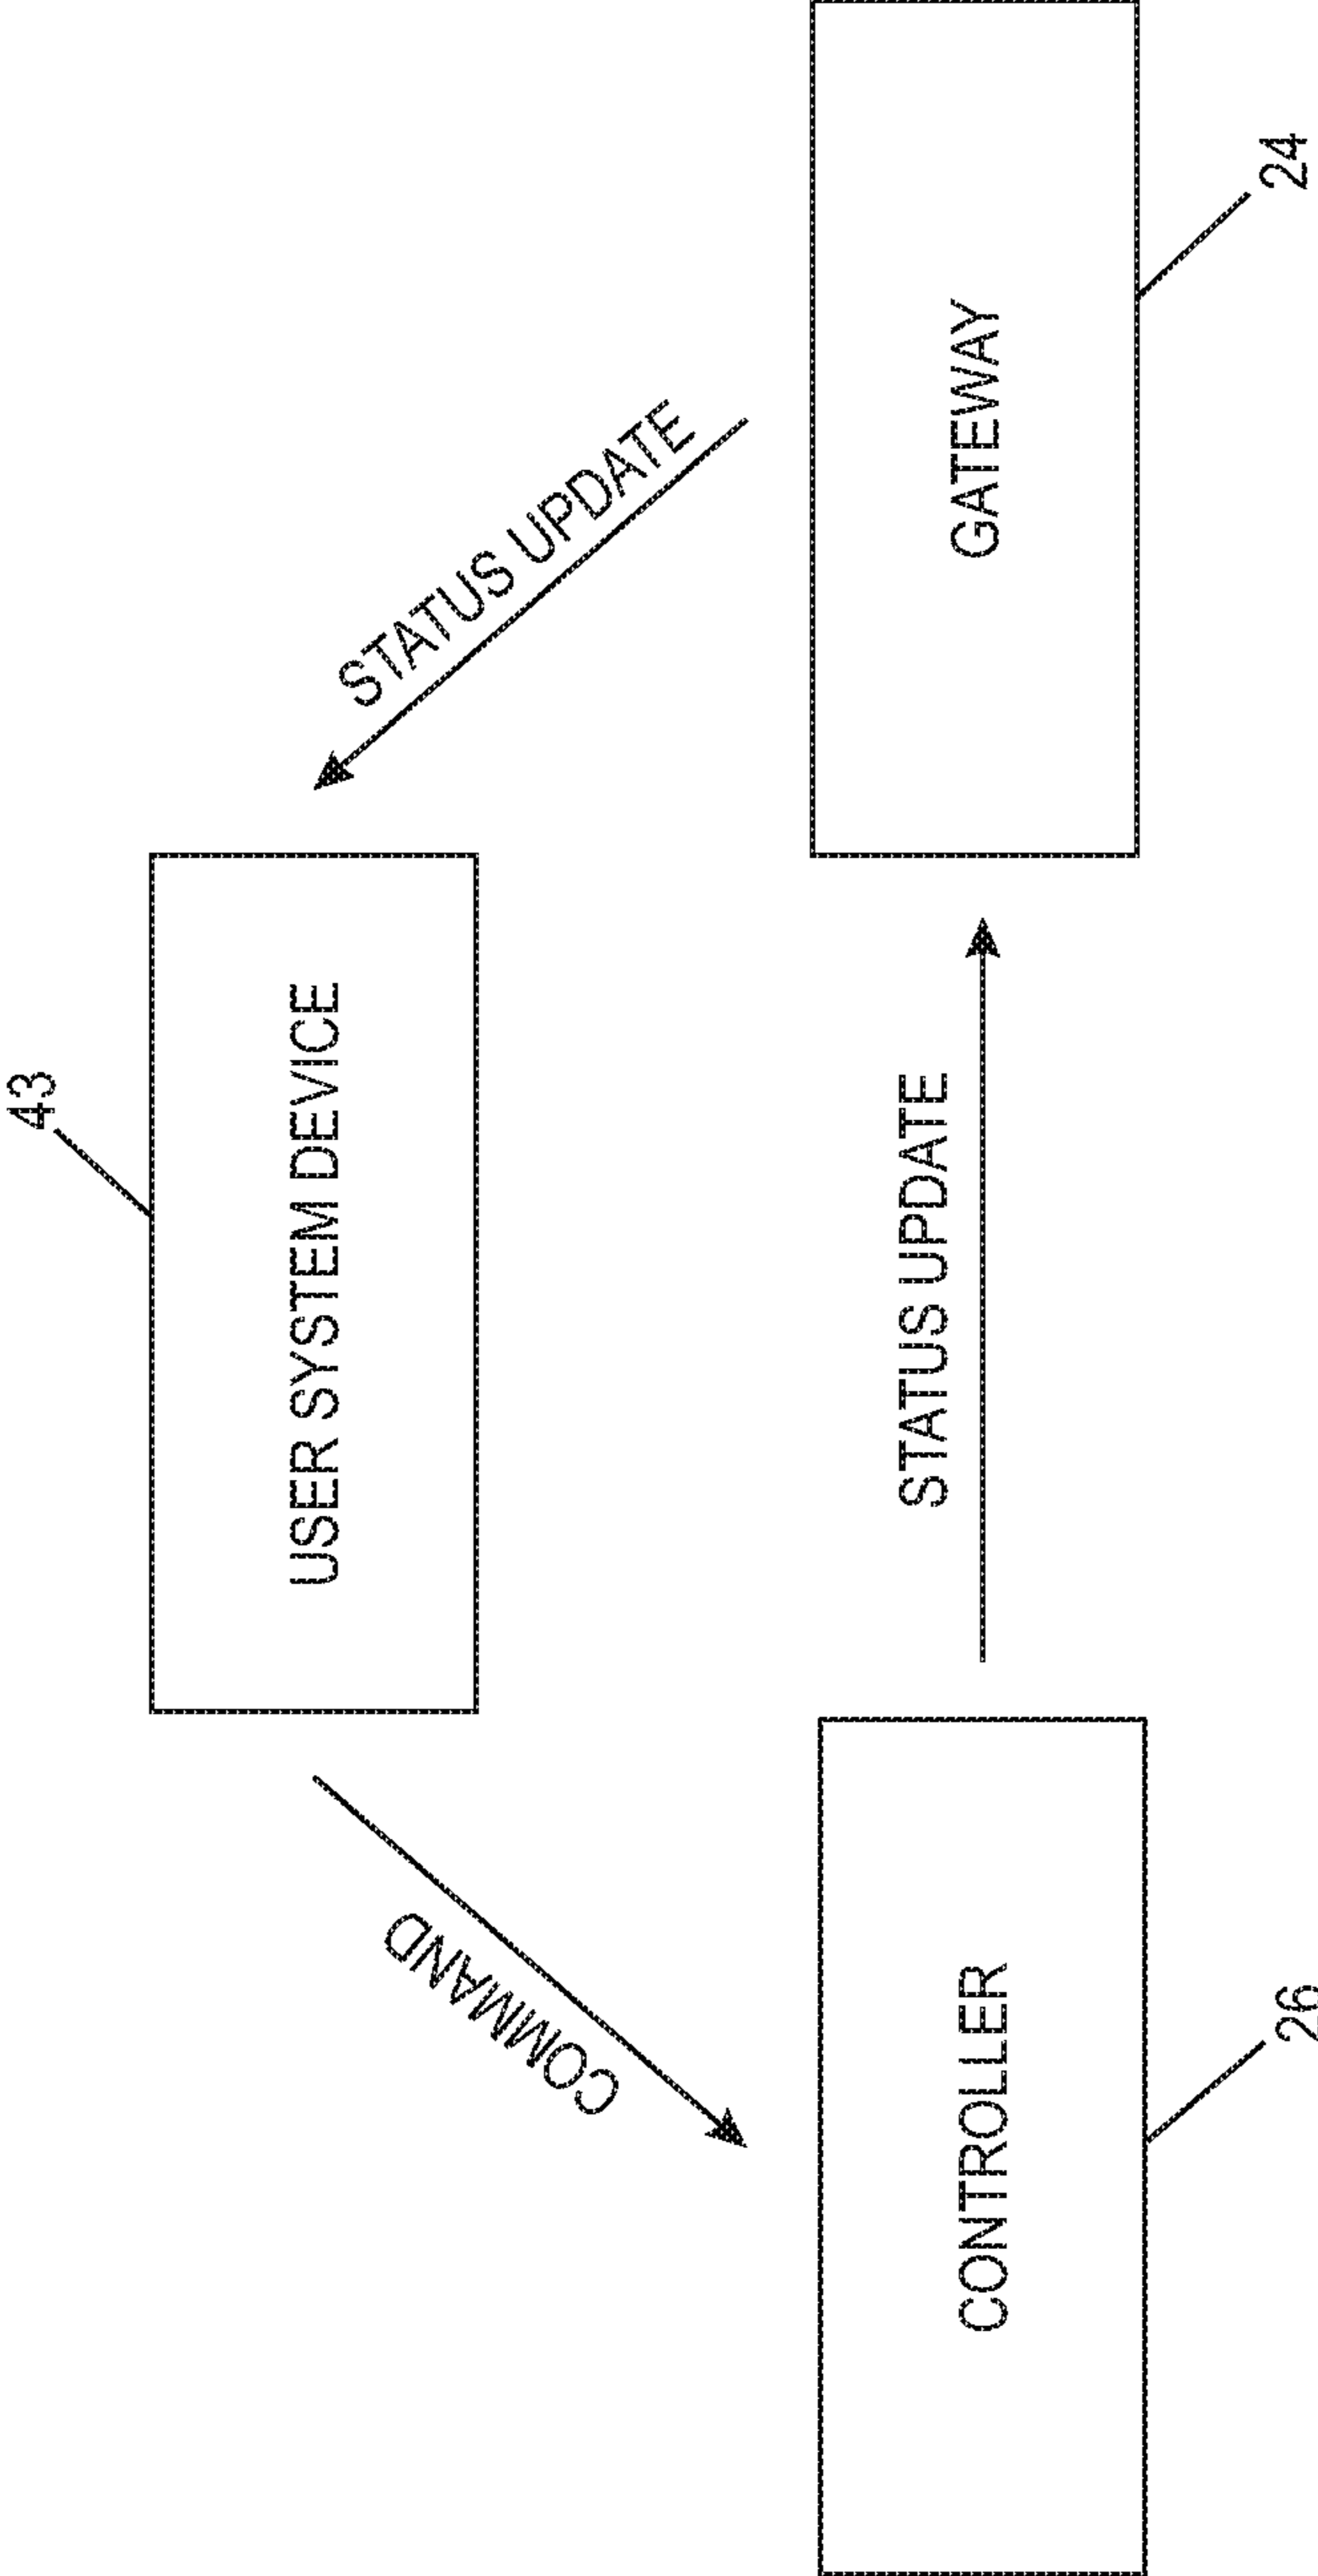 43
USER SYSTEM DEVICE
COMMAND
STATUS UPDATE
STATUS UPDATE
CONTROLLER
GATEWAY
26
24